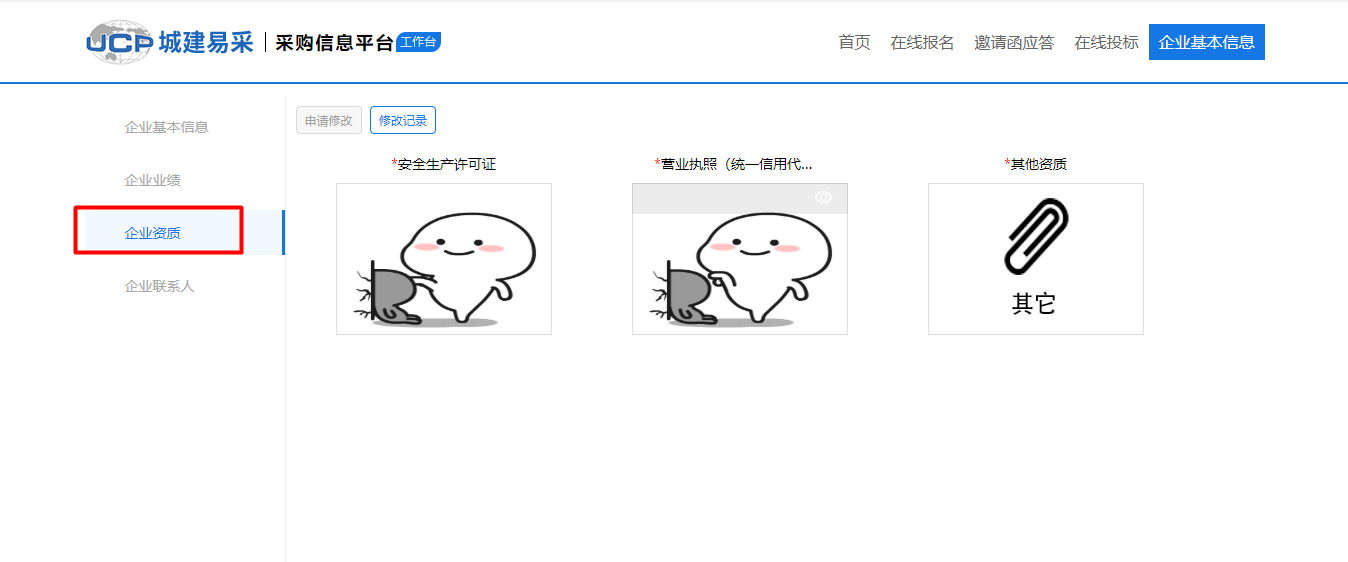 UCP 城建易采 采购信息平台 工作台
首页 在线报名 邀请函应答 在线投标 企业基本信息
企业基本信息
企业业绩
企业资质
企业联系人
申请修改 修改记录
*安全生产许可证 *营业执照（统一信用代... *其他资质
其它